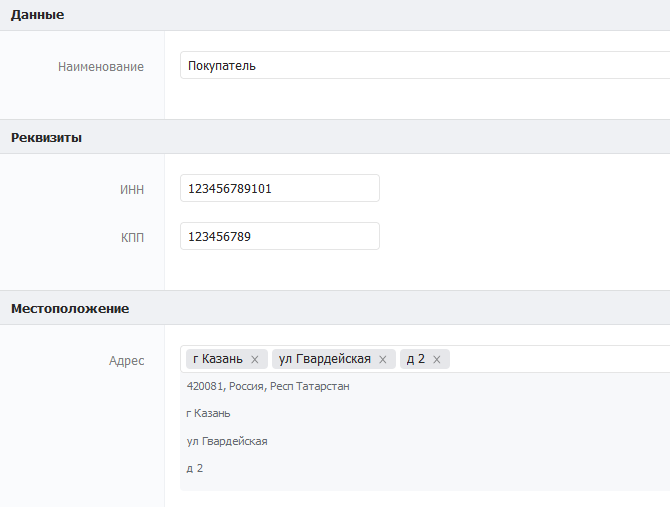 Данные
Наименование
Покупатель
Реквизиты
ИНН
123456789101
КПП
123456789
Местоположение
Адрес
г Казань × ул Гвардейская × д 2 ×
420081, Россия, Респ Татарстан
г Казань
ул Гвардейская
д 2